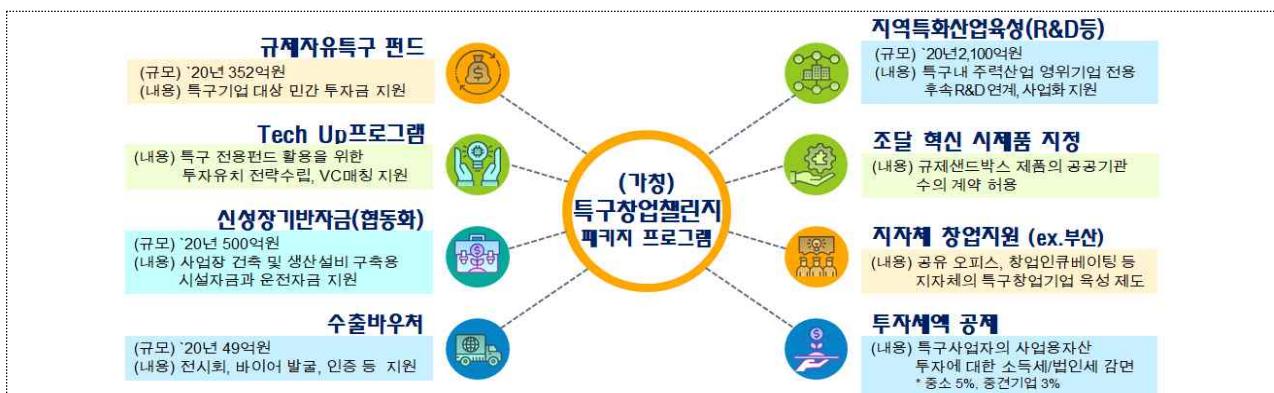 규제자유특구 펀드
(규모) `20년 352억원
(내용) 특구기업 대상 민간 투자금 지원
Tech Up프로그램
(내용) 특구 전용펀드 활용을 위한
투자유치 전략수립, VC매칭 지원
신성장기반자금(협동화)
(규모) `20년 500억원
(내용) 사업장 건축 및 생산설비 구축용
시설자금과 운전자금 지원
수출바우처
(규모) `20년 49억원
(내용) 전시회, 바이어 발굴, 인증 등 지원
(가칭)
특구창업챌린지
패키지 프로그램
지역특화산업육성(R&D등)
(규모) `20년2,100억원
(내용) 특구내 주력산업 영위기업 전용
후속R&D연계, 사업화 지원
조달 혁신 시제품 지정
(내용) 규제샌드박스 제품의 공공기관
수의 계약 허용
지자체 창업지원 (ex.부산)
(내용) 공유 오피스, 창업인큐베이팅 등
지자체의 특구창업기업 육성 제도
투자세액 공제
(내용) 특구사업자의 사업용자산
투자에 대한 소득세/법인세 감면
* 중소 5%, 중견기업 3%